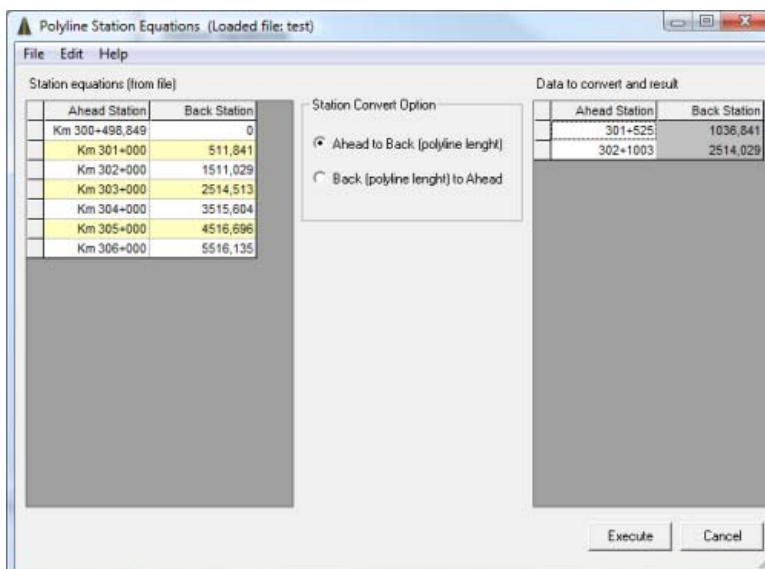 Polyline Station Equations (Loaded file: test)
File Edit Help
Station equations (from file)
Ahead Station Back Station
Km 300+498,849 0
Km 301+000 511,841
Km 302+000 1511,029
Km 303+000 2514,513
Km 304+000 3515,604
Km 305+000 4516,696
Km 306+000 5516,135
Station Convert Option
Ahead to Back (polyline lenght)
Back (polyline lenght) to Ahead
Data to convert and result
Ahead Station Back Station
301+525 1036,841
302+1003 2514,029
Execute Cancel